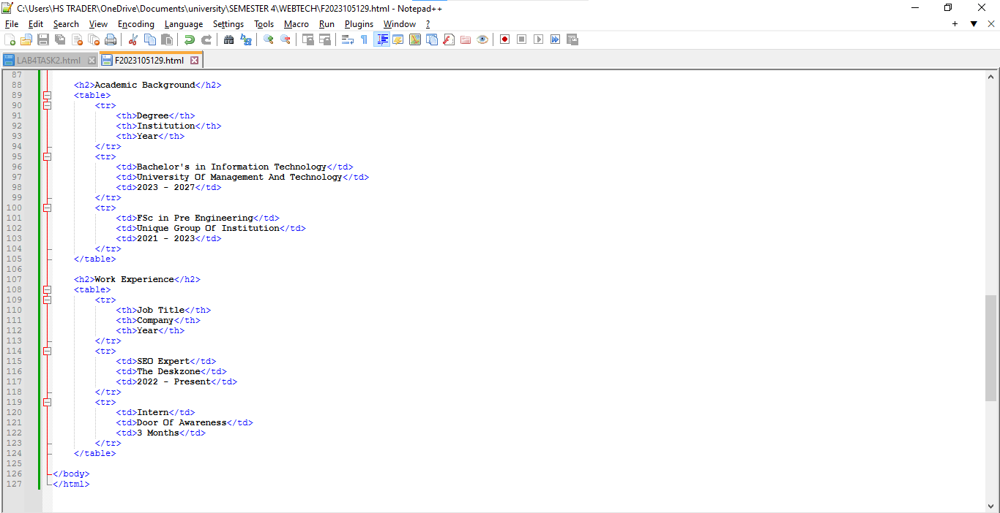 C:\Users\HS TRADER\OneDrive\Documents\university\SEMESTER 4\WEBTECH\F2023105129.html - Notepad++
File Edit Search View Encoding Language Settings Tools Macro Run Plugins Window ?
LAB4TASK2.html F2023105129.html
87
88 <h2>Academic Background</h2>
89 <table>
90 <tr>
91 <th>Degree</th>
92 <th>Institution</th>
93 <th>Year</th>
94 </tr>
95 <tr>
96 <td>Bachelor's in Information Technology</td>
97 <td>University Of Management And Technology</td>
98 <td>2023 - 2027</td>
99 </tr>
100 <tr>
101 <td>FSc in Pre Engineering</td>
102 <td>Unique Group Of Institution</td>
103 <td>2021 - 2023</td>
104 </tr>
105 </table>
106
107 <h2>Work Experience</h2>
108 <table>
109 <tr>
110 <th>Job Title</th>
111 <th>Company</th>
112 <th>Year</th>
113 </tr>
114 <tr>
115 <td>SEO Expert</td>
116 <td>The Deskzone</td>
117 <td>2022 - Present</td>
118 </tr>
119 <tr>
120 <td>Intern</td>
121 <td>Door Of Awareness</td>
122 <td>3 Months</td>
123 </tr>
124 </table>
125
126 </body>
127 </html>